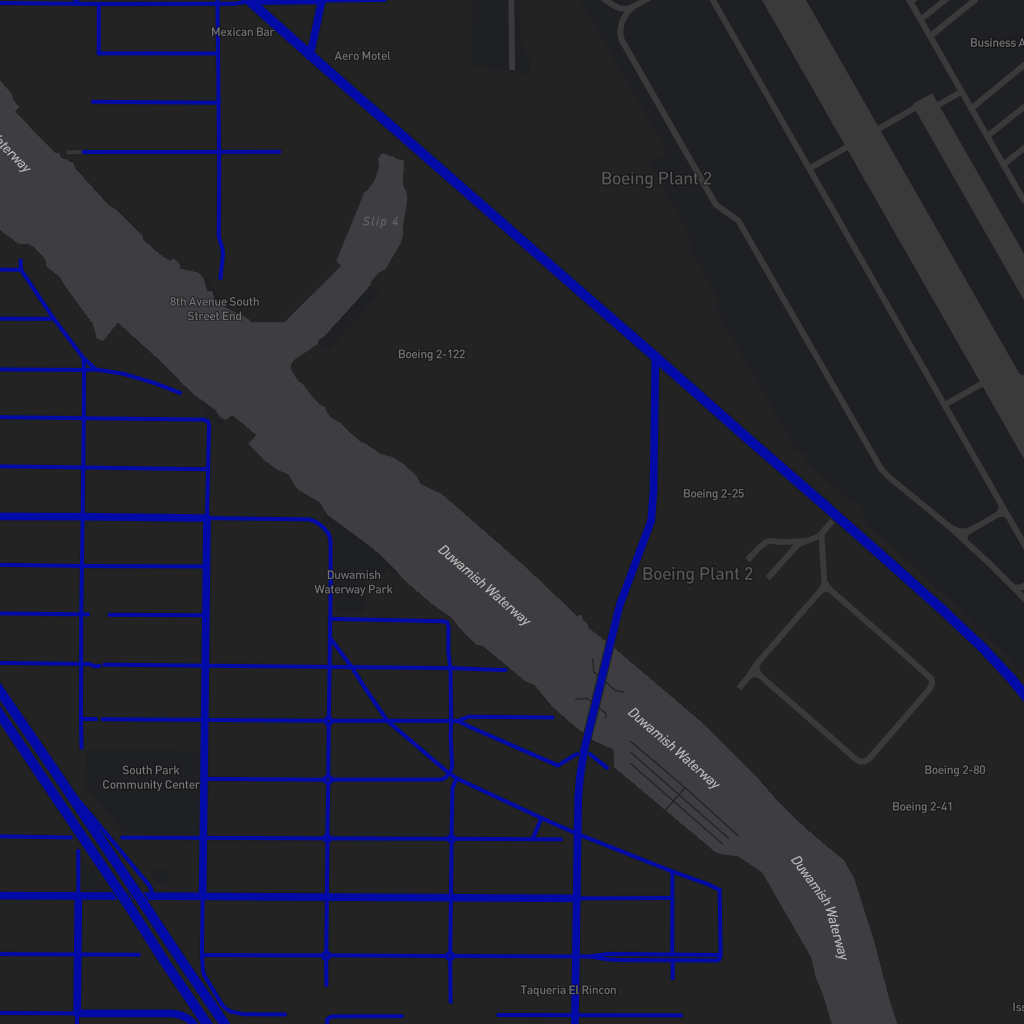 Mexican Bar
Business A
Aero Motel
Boeing Plant 2
Slip 4
8th Avenue South
Street End
Boeing 2-122
Boeing 2-25
Duwamish
Waterway Park
Duwamish Waterway
Boeing Plant 2
Duwamish Waterway
South Park
Community Center
Boeing 2-80
Boeing 2-41
Duwamish Waterway
Taqueria El Rincon